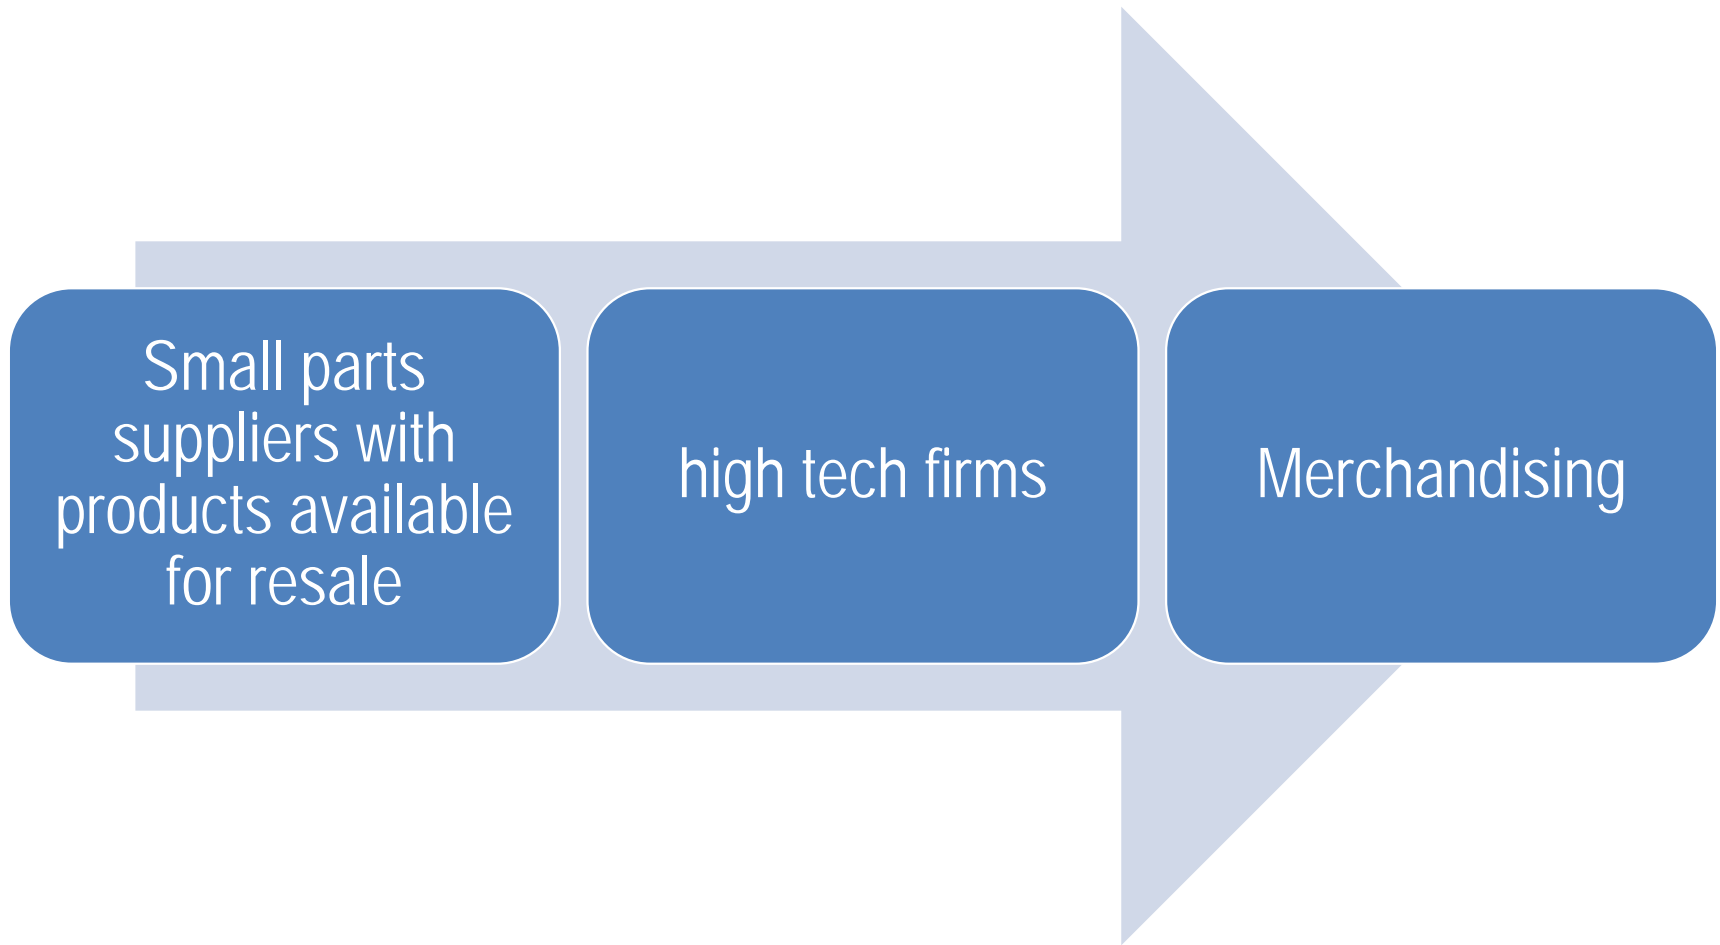 Small parts
suppliers with
products available
for resale
high tech firms
Merchandising